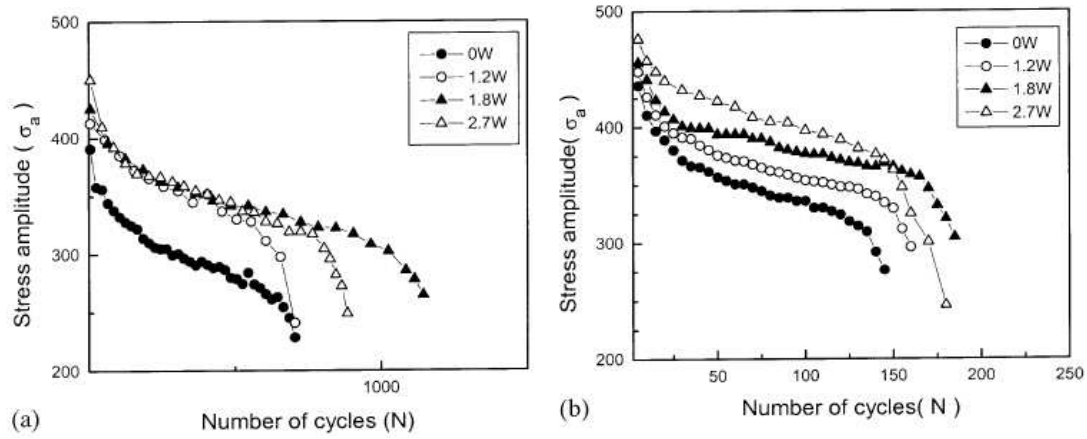 500
400
300
200
Stress amplitude ( σa )
0W
1.2W
1.8W
2.7W
1000
Number of cycles (N)
(a)
500
400
300
200
Stress amplitude( σa )
0W
1.2W
1.8W
2.7W
50 100 150 200 250
Number of cycles( N )
(b)